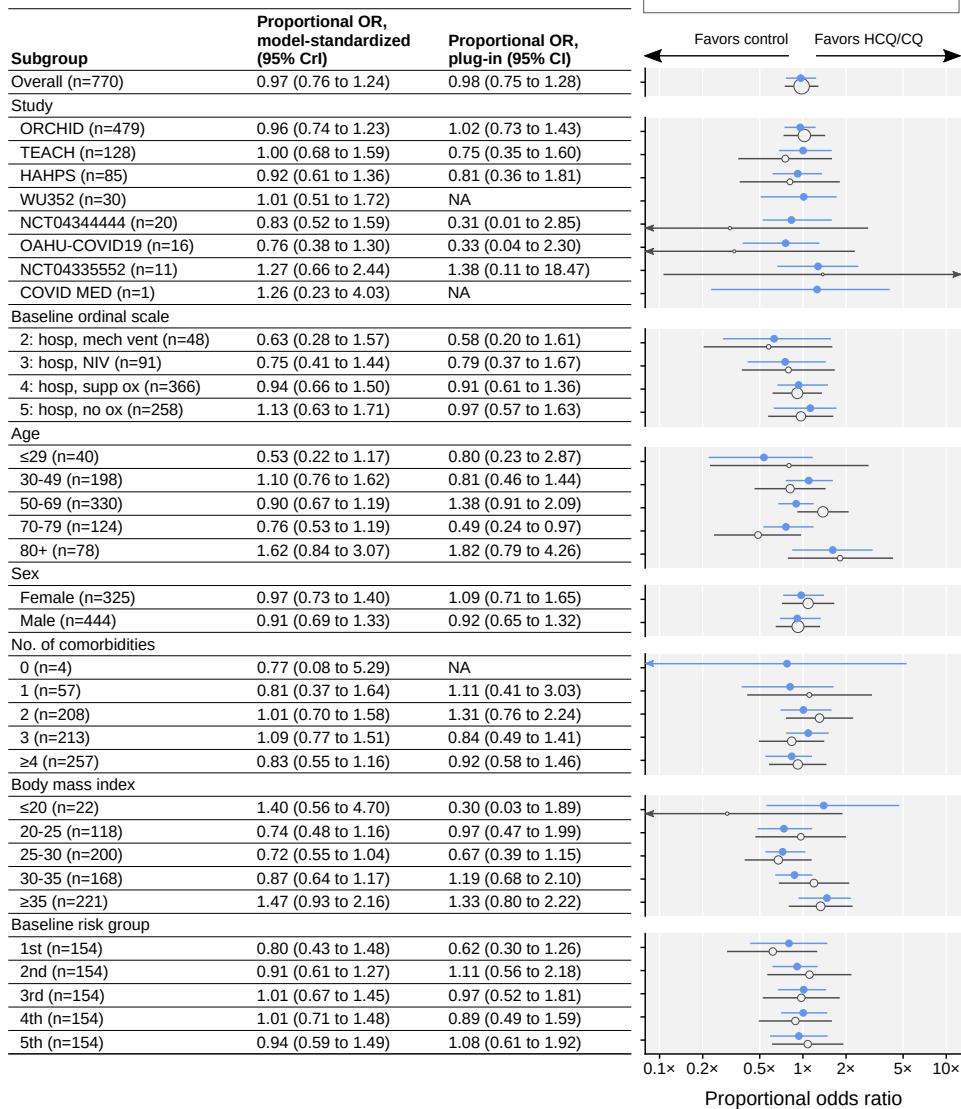 Subgroup Proportional OR, model-standardized (95% CrI) Proportional OR, plug-in (95% CI) Favors control Favors HCQ/CQ
Overall (n=770) 0.97 (0.76 to 1.24) 0.98 (0.75 to 1.28)
Study
ORCHID (n=479) 0.96 (0.74 to 1.23) 1.02 (0.73 to 1.43)
TEACH (n=128) 1.00 (0.68 to 1.59) 0.75 (0.35 to 1.60)
HAHPS (n=85) 0.92 (0.61 to 1.36) 0.81 (0.36 to 1.81)
WU352 (n=30) 1.01 (0.51 to 1.72) NA
NCT04344444 (n=20) 0.83 (0.52 to 1.59) 0.31 (0.01 to 2.85)
OAHU-COVID19 (n=16) 0.76 (0.38 to 1.30) 0.33 (0.04 to 2.30)
NCT04335552 (n=11) 1.27 (0.66 to 2.44) 1.38 (0.11 to 18.47)
COVID MED (n=1) 1.26 (0.23 to 4.03) NA
Baseline ordinal scale
2: hosp, mech vent (n=48) 0.63 (0.28 to 1.57) 0.58 (0.20 to 1.61)
3: hosp, NIV (n=91) 0.75 (0.41 to 1.44) 0.79 (0.37 to 1.67)
4: hosp, supp ox (n=366) 0.94 (0.66 to 1.50) 0.91 (0.61 to 1.36)
5: hosp, no ox (n=258) 1.13 (0.63 to 1.71) 0.97 (0.57 to 1.63)
Age
≤29 (n=40) 0.53 (0.22 to 1.17) 0.80 (0.23 to 2.87)
30-49 (n=198) 1.10 (0.76 to 1.62) 0.81 (0.46 to 1.44)
50-69 (n=330) 0.90 (0.67 to 1.19) 1.38 (0.91 to 2.09)
70-79 (n=124) 0.76 (0.53 to 1.19) 0.49 (0.24 to 0.97)
80+ (n=78) 1.62 (0.84 to 3.07) 1.82 (0.79 to 4.26)
Sex
Female (n=325) 0.97 (0.73 to 1.40) 1.09 (0.71 to 1.65)
Male (n=444) 0.91 (0.69 to 1.33) 0.92 (0.65 to 1.32)
No. of comorbidities
0 (n=4) 0.77 (0.08 to 5.29) NA
1 (n=57) 0.81 (0.37 to 1.64) 1.11 (0.41 to 3.03)
2 (n=208) 1.01 (0.70 to 1.58) 1.31 (0.76 to 2.24)
3 (n=213) 1.09 (0.77 to 1.51) 0.84 (0.49 to 1.41)
≥4 (n=257) 0.83 (0.55 to 1.16) 0.92 (0.58 to 1.46)
Body mass index
≤20 (n=22) 1.40 (0.56 to 4.70) 0.30 (0.03 to 1.89)
20-25 (n=118) 0.74 (0.48 to 1.16) 0.97 (0.47 to 1.99)
25-30 (n=200) 0.72 (0.55 to 1.04) 0.67 (0.39 to 1.15)
30-35 (n=168) 0.87 (0.64 to 1.17) 1.19 (0.68 to 2.10)
≥35 (n=221) 1.47 (0.93 to 2.16) 1.33 (0.80 to 2.22)
Baseline risk group
1st (n=154) 0.80 (0.43 to 1.48) 0.62 (0.30 to 1.26)
2nd (n=154) 0.91 (0.61 to 1.27) 1.11 (0.56 to 2.18)
3rd (n=154) 1.01 (0.67 to 1.45) 0.97 (0.52 to 1.81)
4th (n=154) 1.01 (0.71 to 1.48) 0.89 (0.49 to 1.59)
5th (n=154) 0.94 (0.59 to 1.49) 1.08 (0.61 to 1.92)
0.1× 0.2× 0.5× 1× 2× 5× 10×
Proportional odds ratio